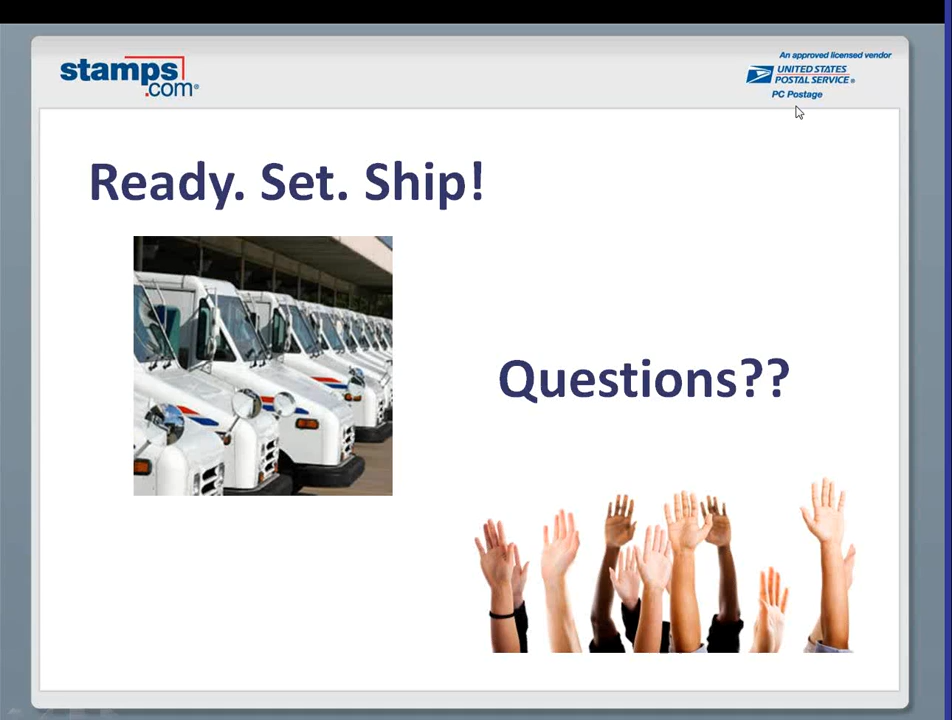 stamps
.com®
An approved licensed vendor
UNITED STATES
POSTAL SERVICE®
PC Postage
Ready. Set. Ship!
Questions??